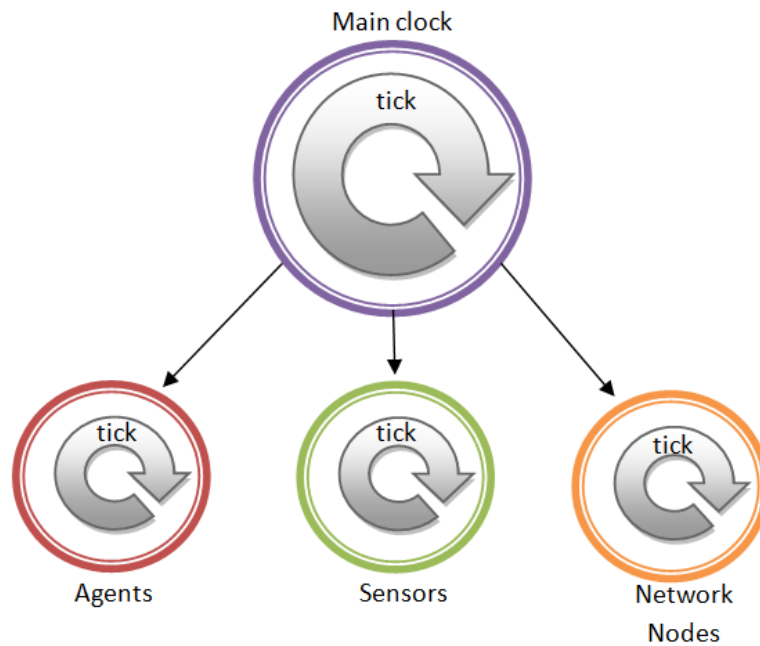 Main clock
tick
tick
tick
tick
Agents
Sensors
Network
Nodes